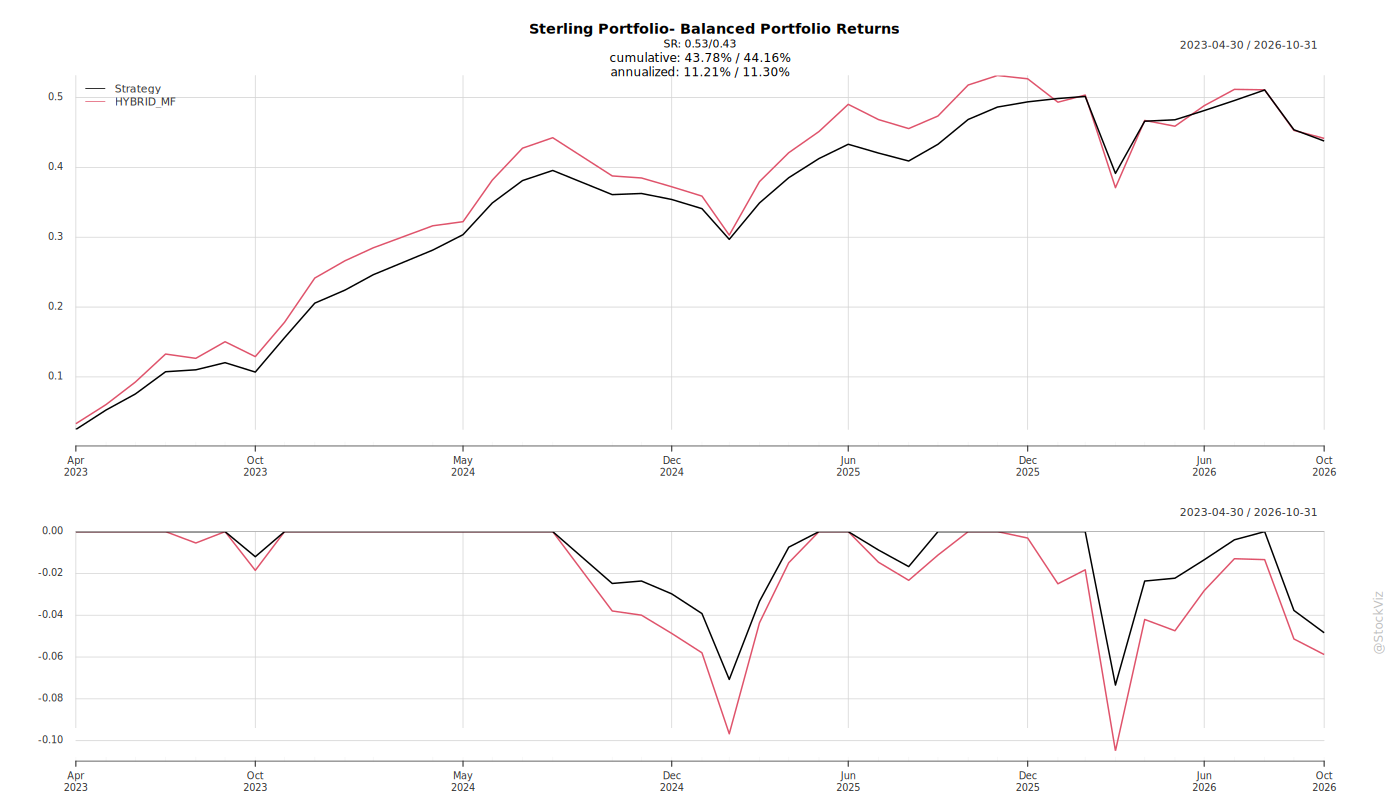 Sterling Portfolio- Balanced Portfolio Returns
SR: 0.53/0.43
cumulative: 43.78% / 44.16%
annualized: 11.21% / 11.30%
2023-04-30 / 2026-10-31
Strategy
HYBRID_MF
0.5
0.4
0.3
0.2
0.1
Apr
2023
Oct
2023
May
2024
Dec
2024
Jun
2025
Dec
2025
Jun
2026
Oct
2026
2023-04-30 / 2026-10-31
0.00
-0.02
-0.04
-0.06
-0.08
-0.10
Apr
2023
Oct
2023
May
2024
Dec
2024
Jun
2025
Dec
2025
Jun
2026
Oct
2026
@StockViz